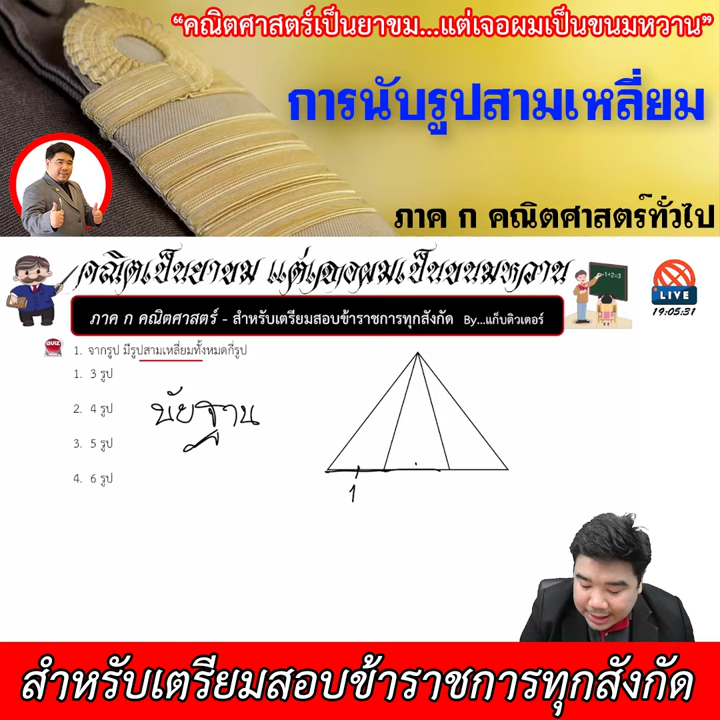 “คณิตศาสตร์เป็นยาขม...แต่เจอผมเป็นขนมหวาน”
การนับรูปสามเหลี่ยม
ภาค ก คณิตศาสตร์ทั่วไป
คณิตเป็นยาขม แต่เจอผมเป็นขนมหวาน
-1+2=3
ภาค ก คณิตศาสตร์ - สำหรับเตรียมสอบข้าราชการทุกสังกัด By...แก็บติวเตอร์
LIVE
19:05:31
QUIZ
1. จากรูป มีรูปสามเหลี่ยมทั้งหมดกี่รูป
1. 3 รูป
2. 4 รูป
นับฐาน
3. 5 รูป
4. 6 รูป
1
สำหรับเตรียมสอบข้าราชการทุกสังกัด